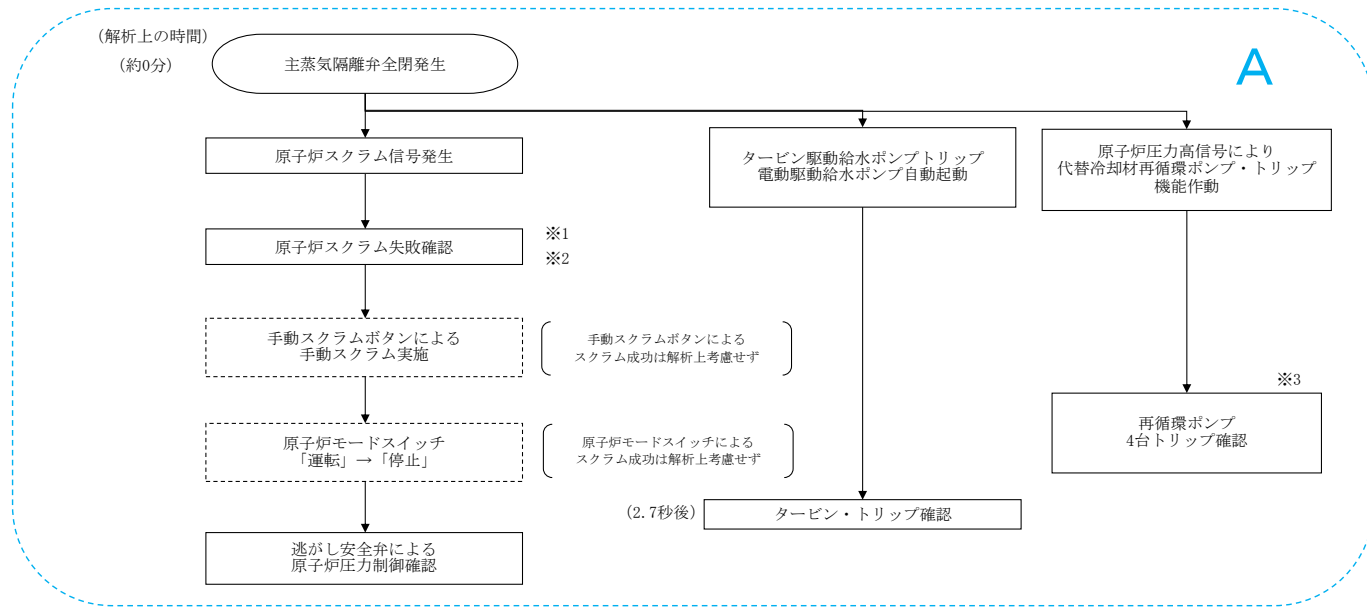 (解析上の時間)
(約0分)
主蒸気隔離弁全閉発生
A
原子炉スクラム信号発生
タービン駆動給水ポンプトリップ
電動駆動給水ポンプ自動起動
原子炉圧力高信号により
代替冷却材再循環ポンプ・トリップ
機能作動
原子炉スクラム失敗確認
※1
※2
手動スクラムボタンによる
手動スクラム実施
手動スクラムボタンによる
スクラム成功は解析上考慮せず
※3
再循環ポンプ
4台トリップ確認
原子炉モードスイッチ
「運転」→「停止」
原子炉モードスイッチによる
スクラム成功は解析上考慮せず
(2.7秒後)
タービン・トリップ確認
逃がし安全弁による
原子炉圧力制御確認